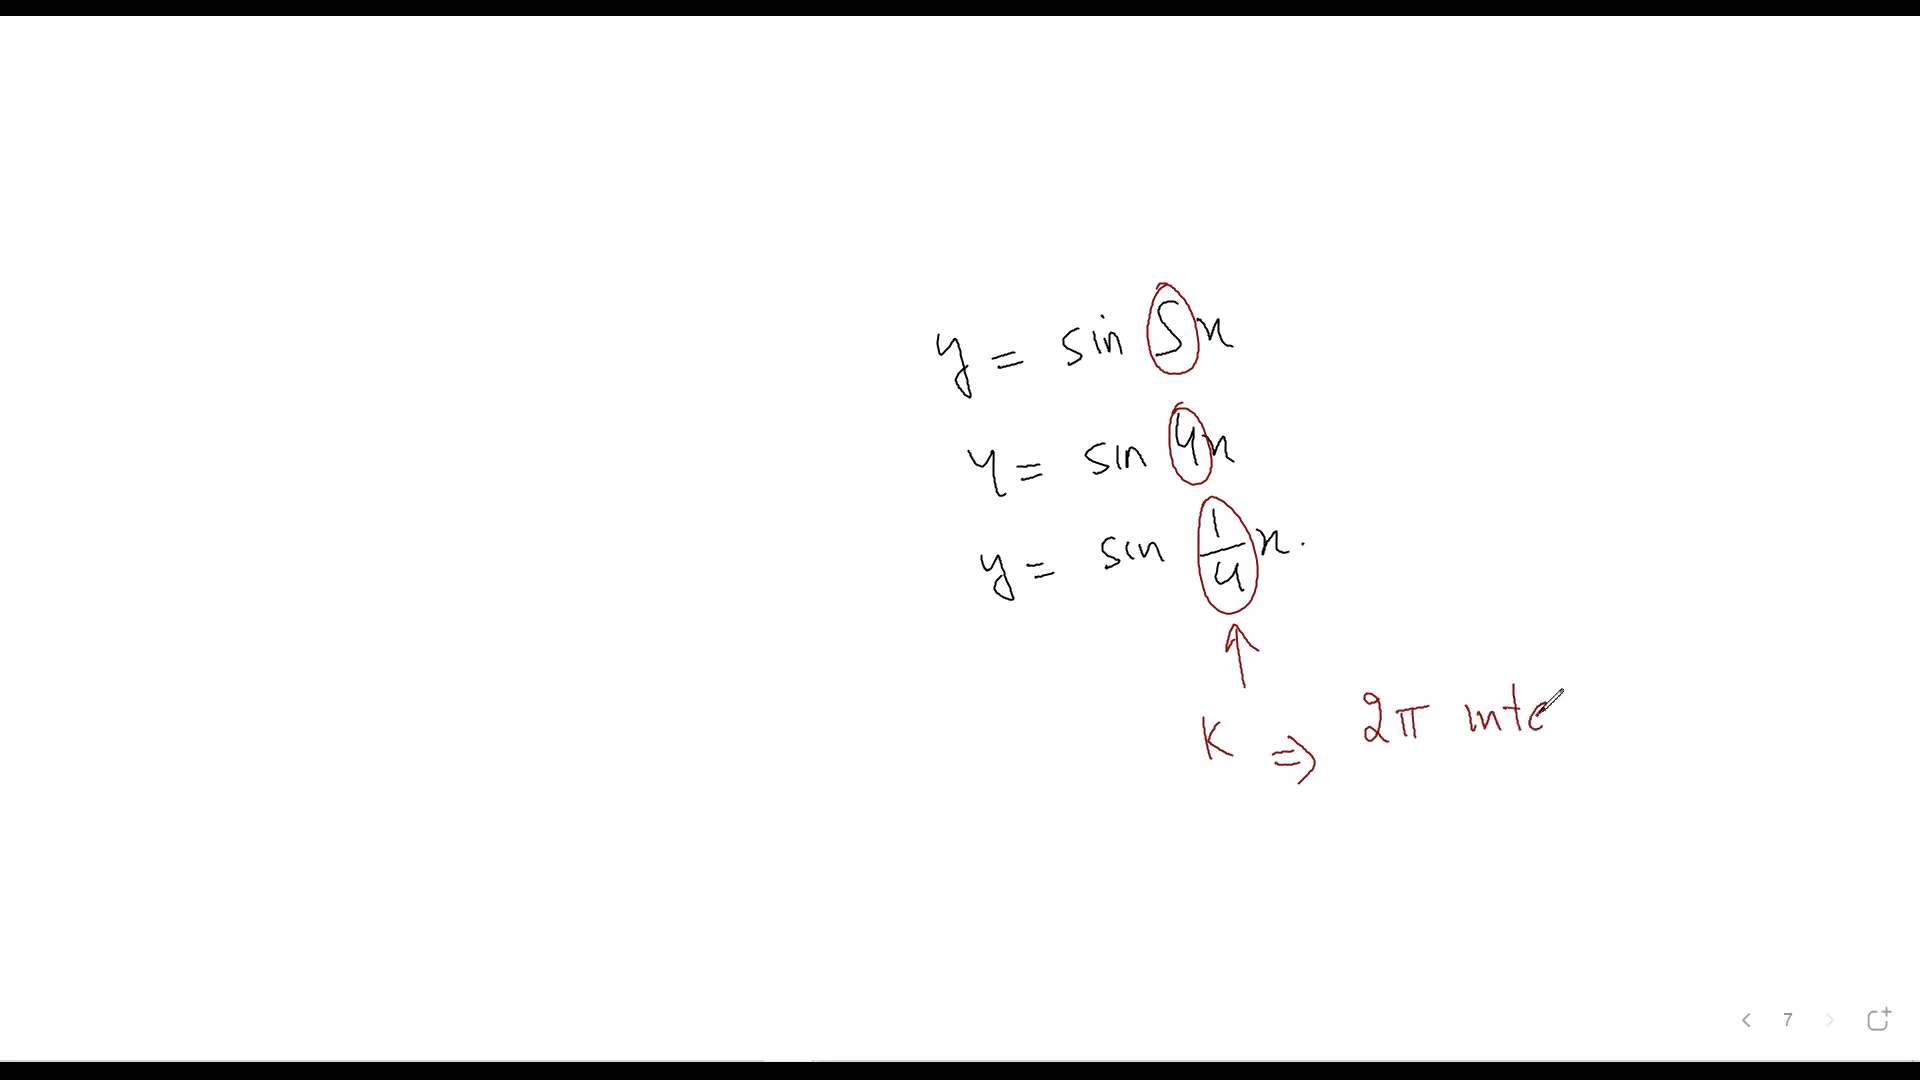 y = sin 5x
y = sin 4x
y = sin 1/4 x.
K ⇒ 2π inte
7